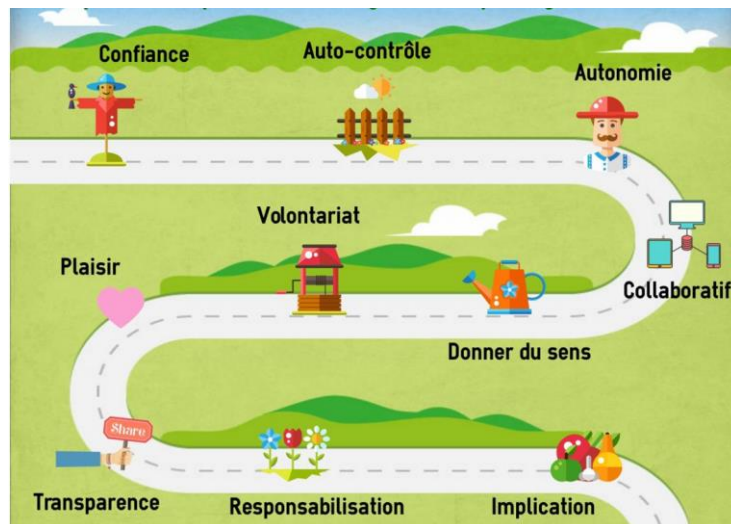 Confiance
Auto-contrôle
Autonomie
Collaboratif
Donner du sens
Volontariat
Plaisir
Share
Transparence
Responsabilisation
Implication